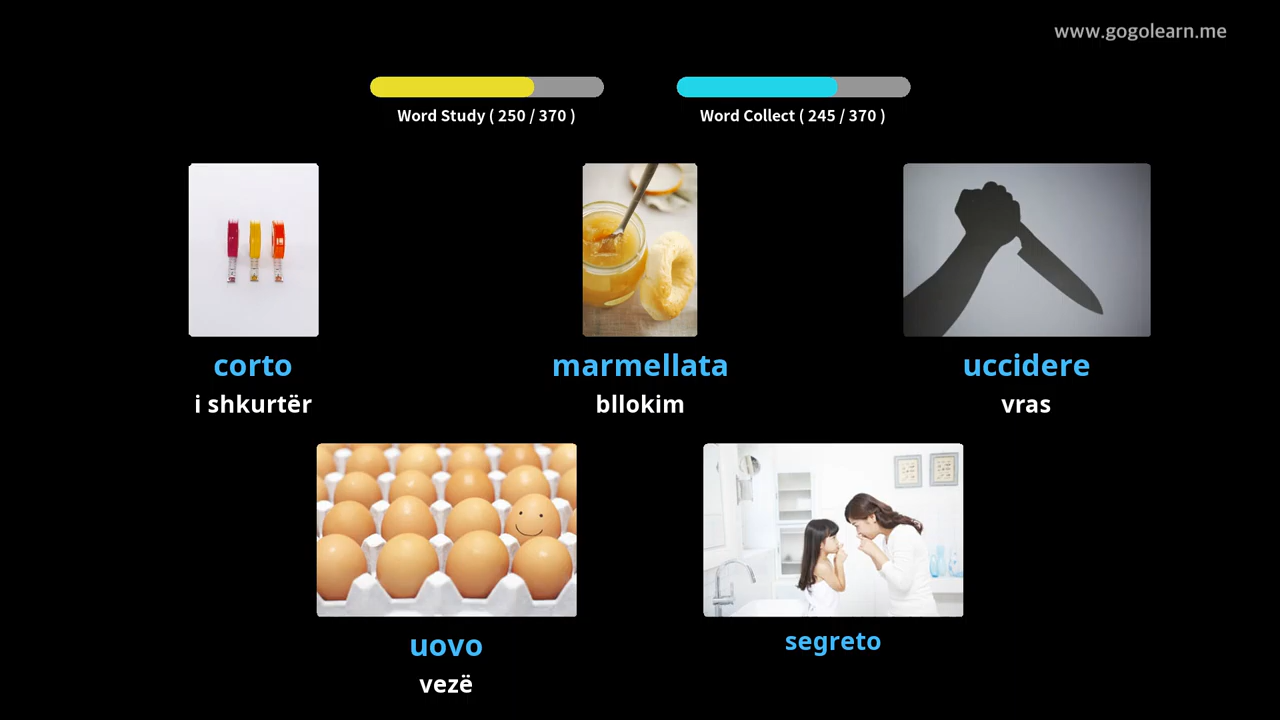 www.gogolearn.me
Word Study ( 250 / 370 )
Word Collect ( 245 / 370 )
corto
i shkurtër
marmellata
bllokim
uccidere
vras
uovo
vezë
segreto